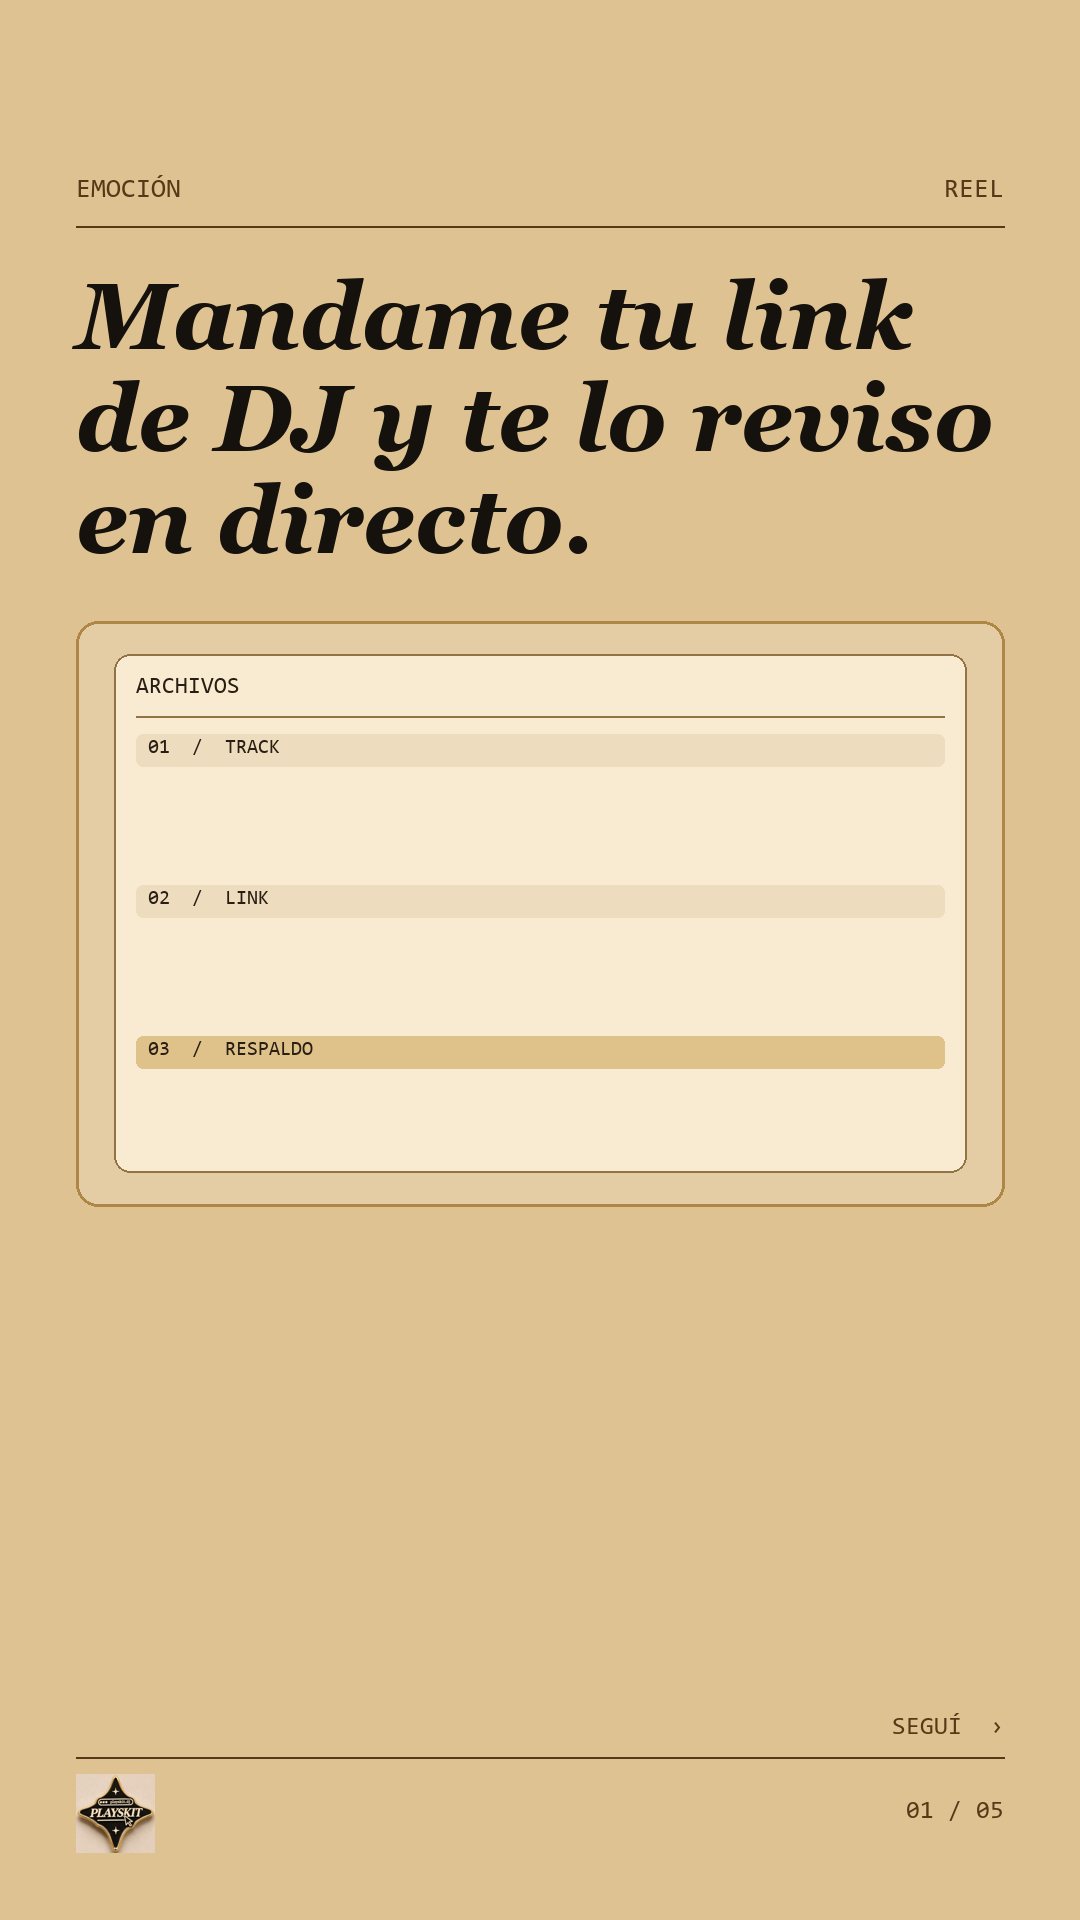 EMOCIÓN
REEL
Mandame tu link
de DJ y te lo reviso
en directo.
ARCHIVOS
01 / TRACK
02 / LINK
03 / RESPALDO
SEGUÍ ›
PLAYSKIT
01 / 05